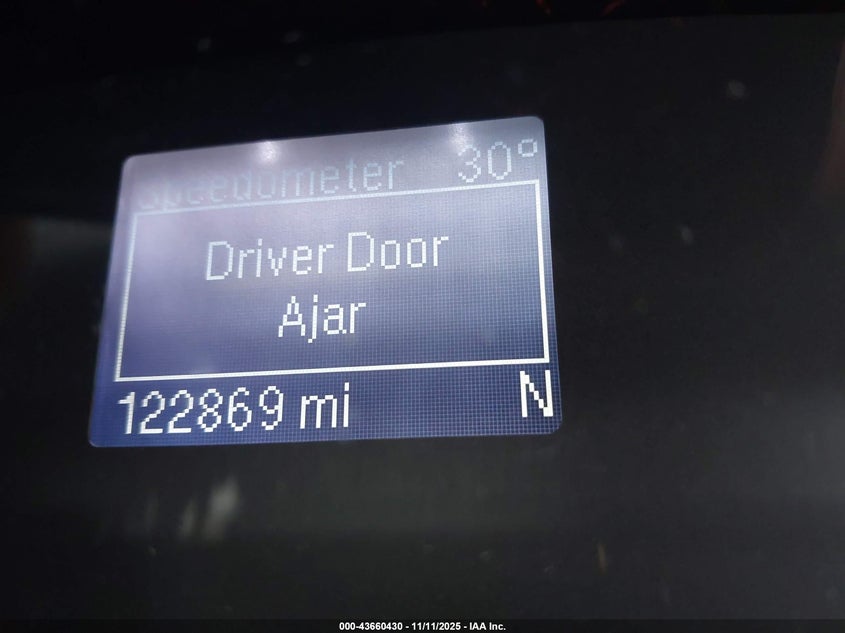 Speedometer 30°
Driver Door
Ajar
122869 mi N
000-43660430 - 11/11/2025 - IAA Inc.